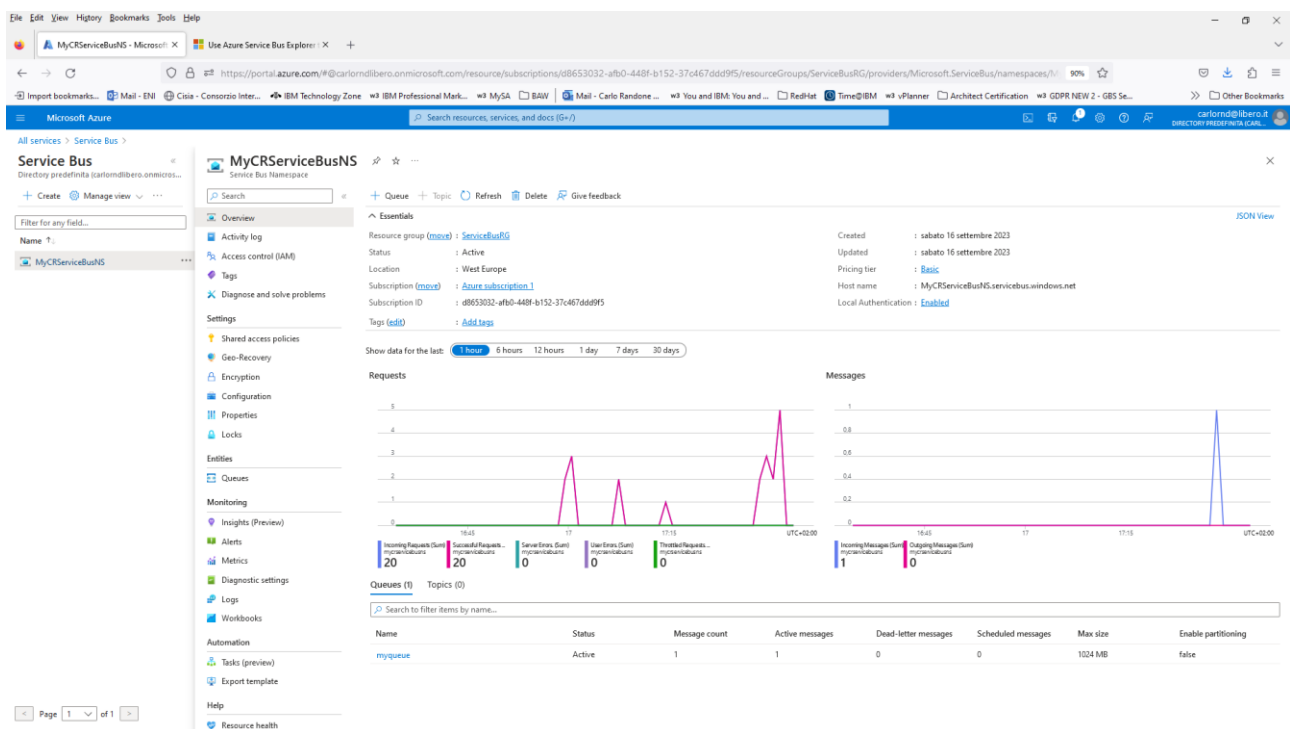 File Edit View History Bookmarks Tools Help
MyCRServiceBusNS - Microsoft × Use Azure Service Bus Explorer × +
https://portal.azure.com/#@carlorndlibero.onmicrosoft.com/resource/subscriptions/d8653032-afb0-448f-b152-37c467ddd9f5/resourceGroups/ServiceBusRG/providers/Microsoft.ServiceBus/namespaces/M 90%
Import bookmarks... Mail - ENI Cisia - Consorzio Inter... IBM Technology Zone w3 IBM Professional Mark... w3 MySA BAW Mail - Carlo Randone ... w3 You and IBM: You and ... RedHat Time@IBM w3 vPlanner Architect Certification w3 GDPR NEW 2 - GBS Se... Other Bookmarks
Microsoft Azure Search resources, services, and docs (G+/) 1 carlornd@libero.it
DIRECTORY PREDEFINITA (CARL...
All services > Service Bus >
Service Bus «
Directory predefinita (carlorndlibero.onmicros...
+ Create Manage view ...
Filter for any field...
Name ↑↓
MyCRServiceBusNS ...
< Page 1 of 1 >
MyCRServiceBusNS ...
Service Bus Namespace
Search «
Overview
Activity log
Access control (IAM)
Tags
Diagnose and solve problems
Settings
Shared access policies
Geo-Recovery
Encryption
Configuration
Properties
Locks
Entities
Queues
Monitoring
Insights (Preview)
Alerts
Metrics
Diagnostic settings
Logs
Workbooks
Automation
Tasks (preview)
Export template
Help
Resource health
+ Queue + Topic Refresh Delete Give feedback
Essentials JSON View
Resource group (move) : ServiceBusRG
Status : Active
Location : West Europe
Subscription (move) : Azure subscription 1
Subscription ID : d8653032-afb0-448f-b152-37c467ddd9f5
Tags (edit) : Add tags
Created : sabato 16 settembre 2023
Updated : sabato 16 settembre 2023
Pricing tier : Basic
Host name : MyCRServiceBusNS.servicebus.windows.net
Local Authentication : Enabled
Show data for the last: 1 hour 6 hours 12 hours 1 day 7 days 30 days
Requests
5
4
3
2
1
0
16:45 17 17:15 UTC+02:00
Incoming Requests (Sum) Successful Requests... Server Errors. (Sum) User Errors. (Sum) Throttled Requests...
mycrservicebusns mycrservicebusns mycrservicebusns mycrservicebusns mycrservicebusns
20 20 0 0 0
Messages
1
0,8
0,6
0,4
0,2
0
16:45 17 17:15 UTC+02:00
Incoming Messages (Sum) Outgoing Messages (Sum)
mycrservicebusns mycrservicebusns
1 0
Queues (1) Topics (0)
Search to filter items by name...
Name Status Message count Active messages Dead-letter messages Scheduled messages Max size Enable partitioning
myqueue Active 1 1 0 0 1024 MB false